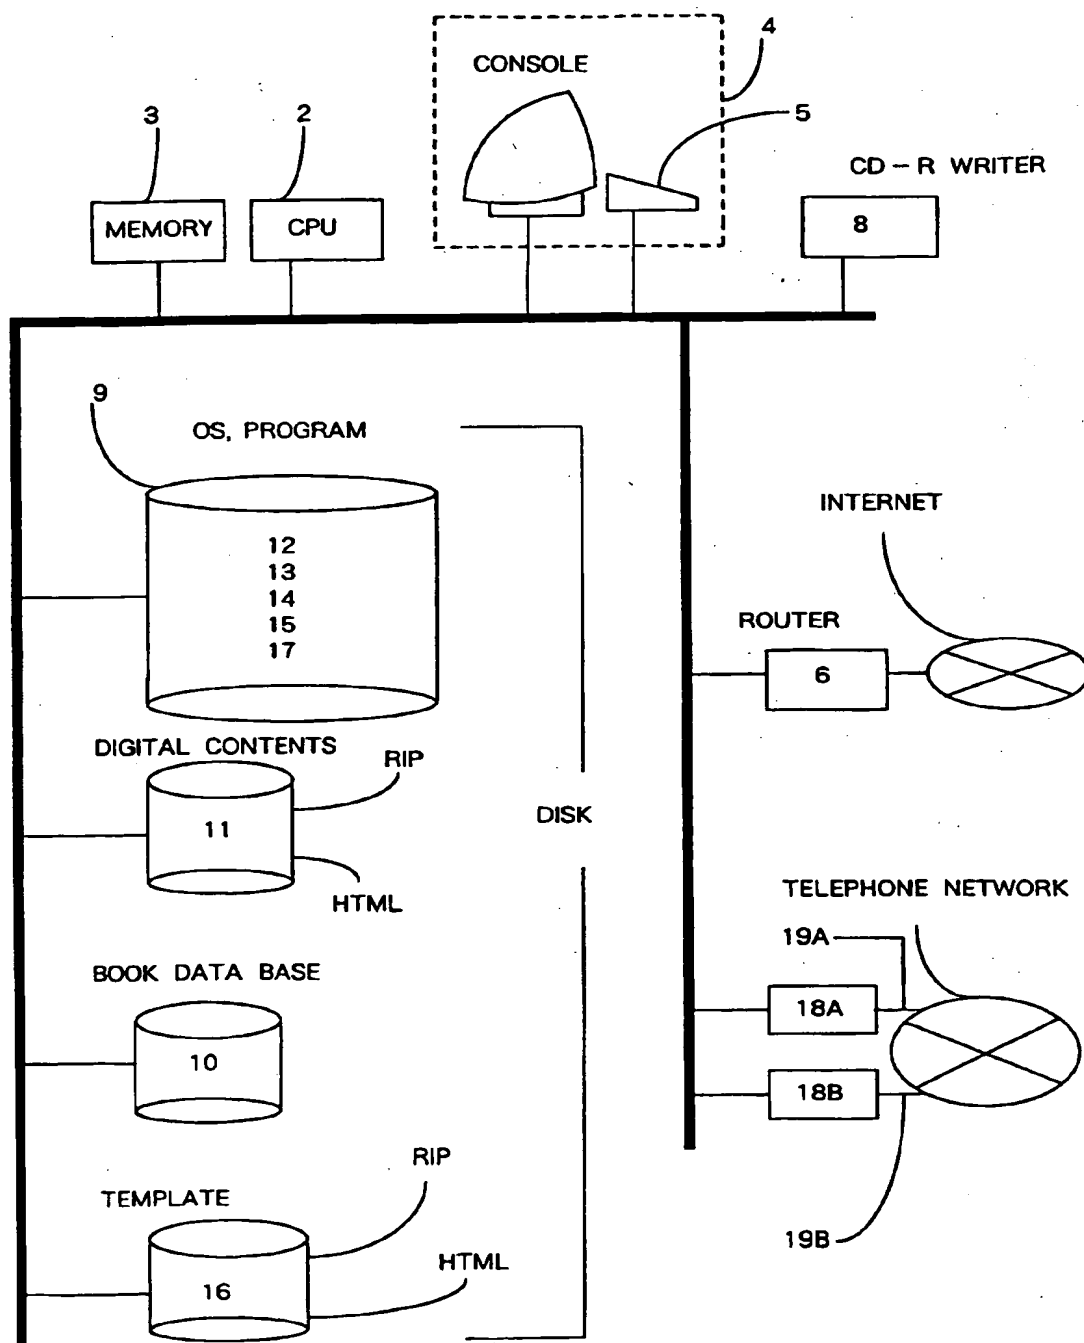 4
CONSOLE
3
2
5
CD-R WRITER
MEMORY
CPU
8
9
OS, PROGRAM
12
13
14
15
17
INTERNET
ROUTER
6
DIGITAL CONTENTS
RIP
11
DISK
HTML
TELEPHONE NETWORK
19A
BOOK DATA BASE
18A
10
18B
RIP
TEMPLATE
19B
HTML
16